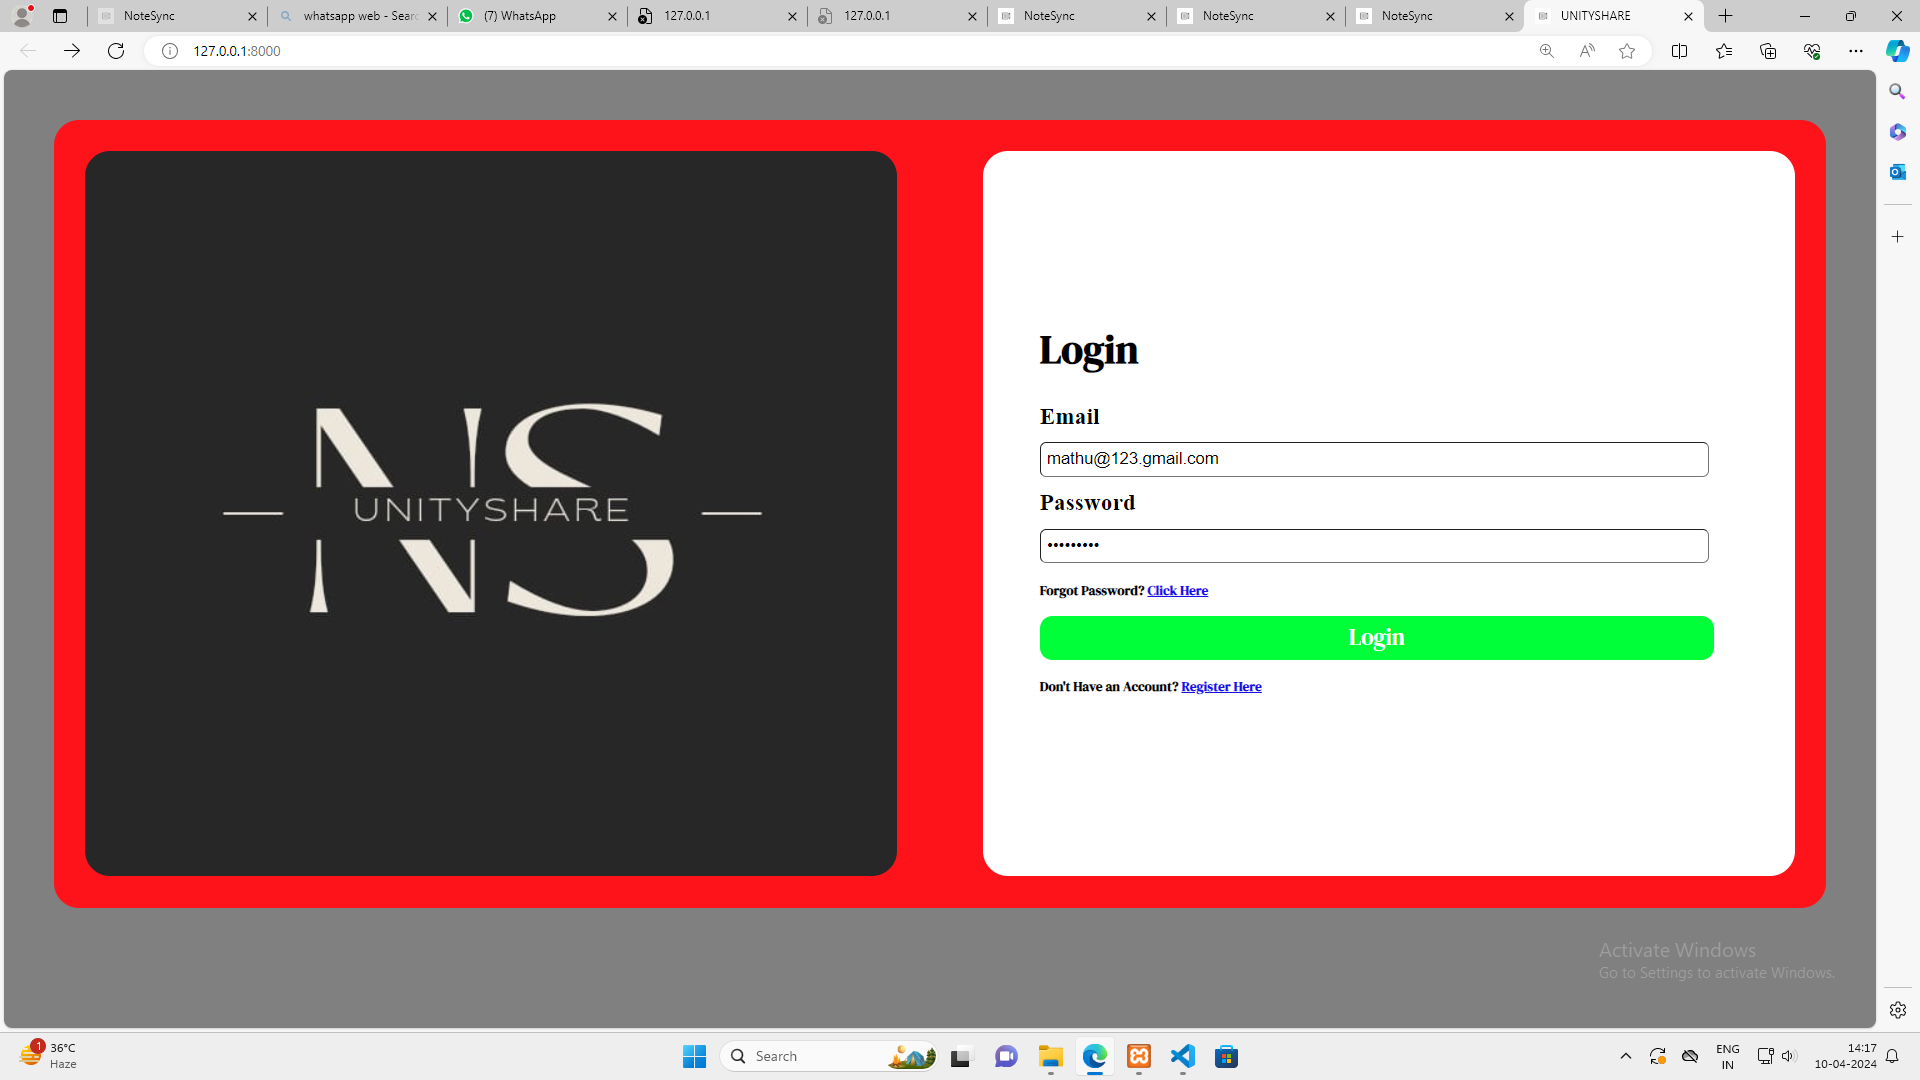 NoteSync
whatsapp web - Sear
(7) WhatsApp
127.0.0.1
127.0.0.1
NoteSync
NoteSync
NoteSync
UNITYSHARE
127.0.0.1:8000
NS
UNITYSHARE
Login
Email
mathu@123.gmail.com
Password
•••••••••
Forgot Password? Click Here
Login
Don't Have an Account? Register Here
Activate Windows
Go to Settings to activate Windows.
1
36°C
Haze
Search
ENG
IN
14:17
10-04-2024